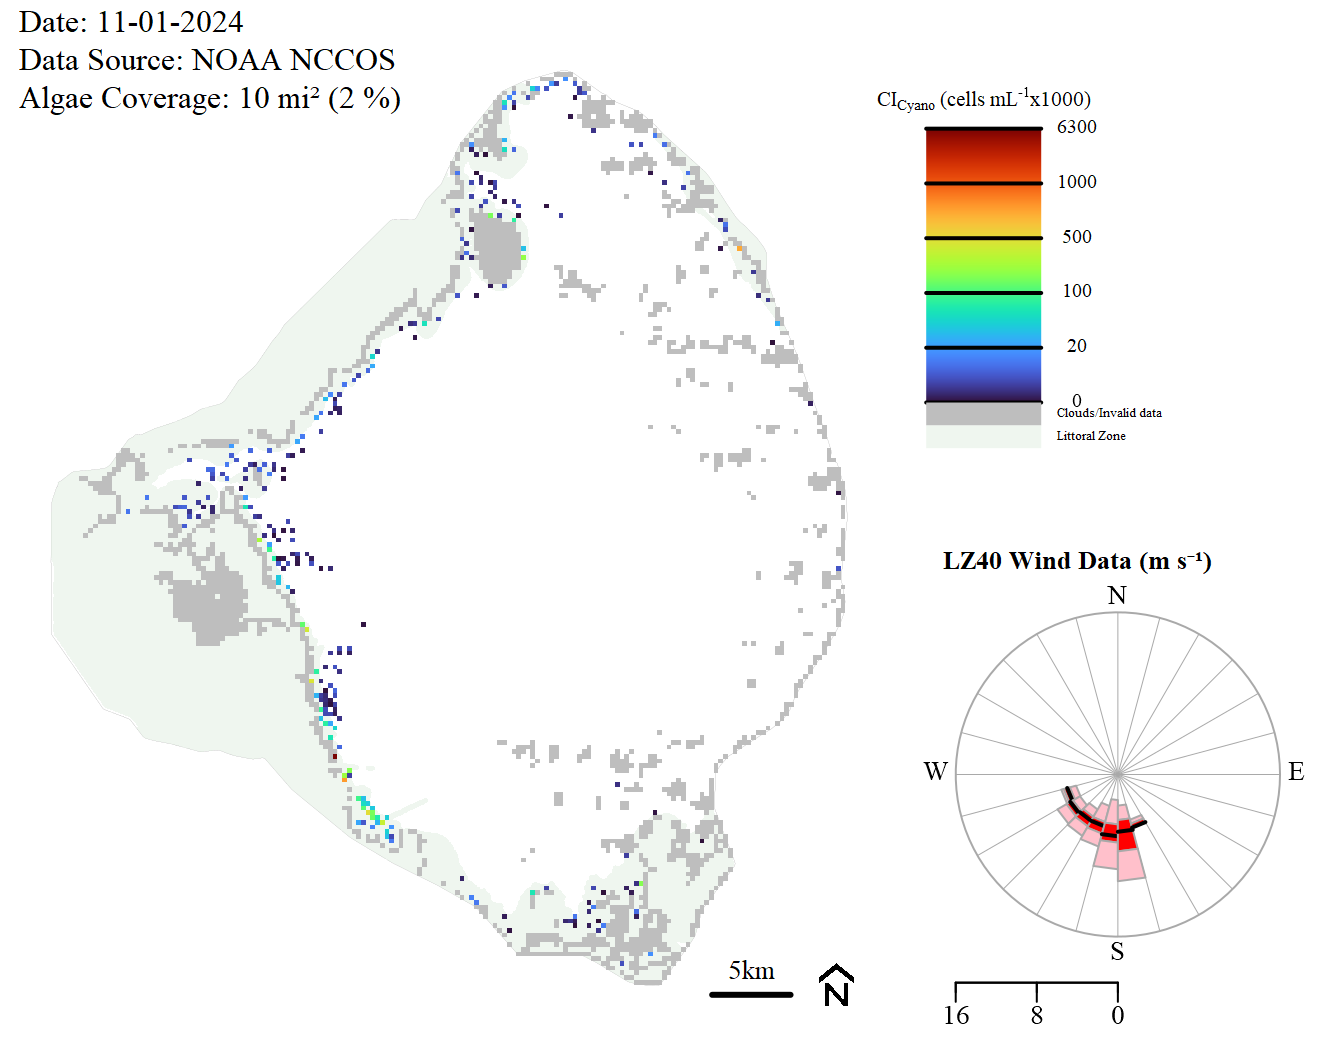 Date: 11-01-2024
Data Source: NOAA NCCOS
Algae Coverage: 10 mi² (2 %)
CICyano (cells mL⁻¹x1000)
6300
1000
500
100
20
0
Clouds/Invalid data
Littoral Zone
LZ40 Wind Data (m s⁻¹)
N
W
E
S
5km
N
16 8 0